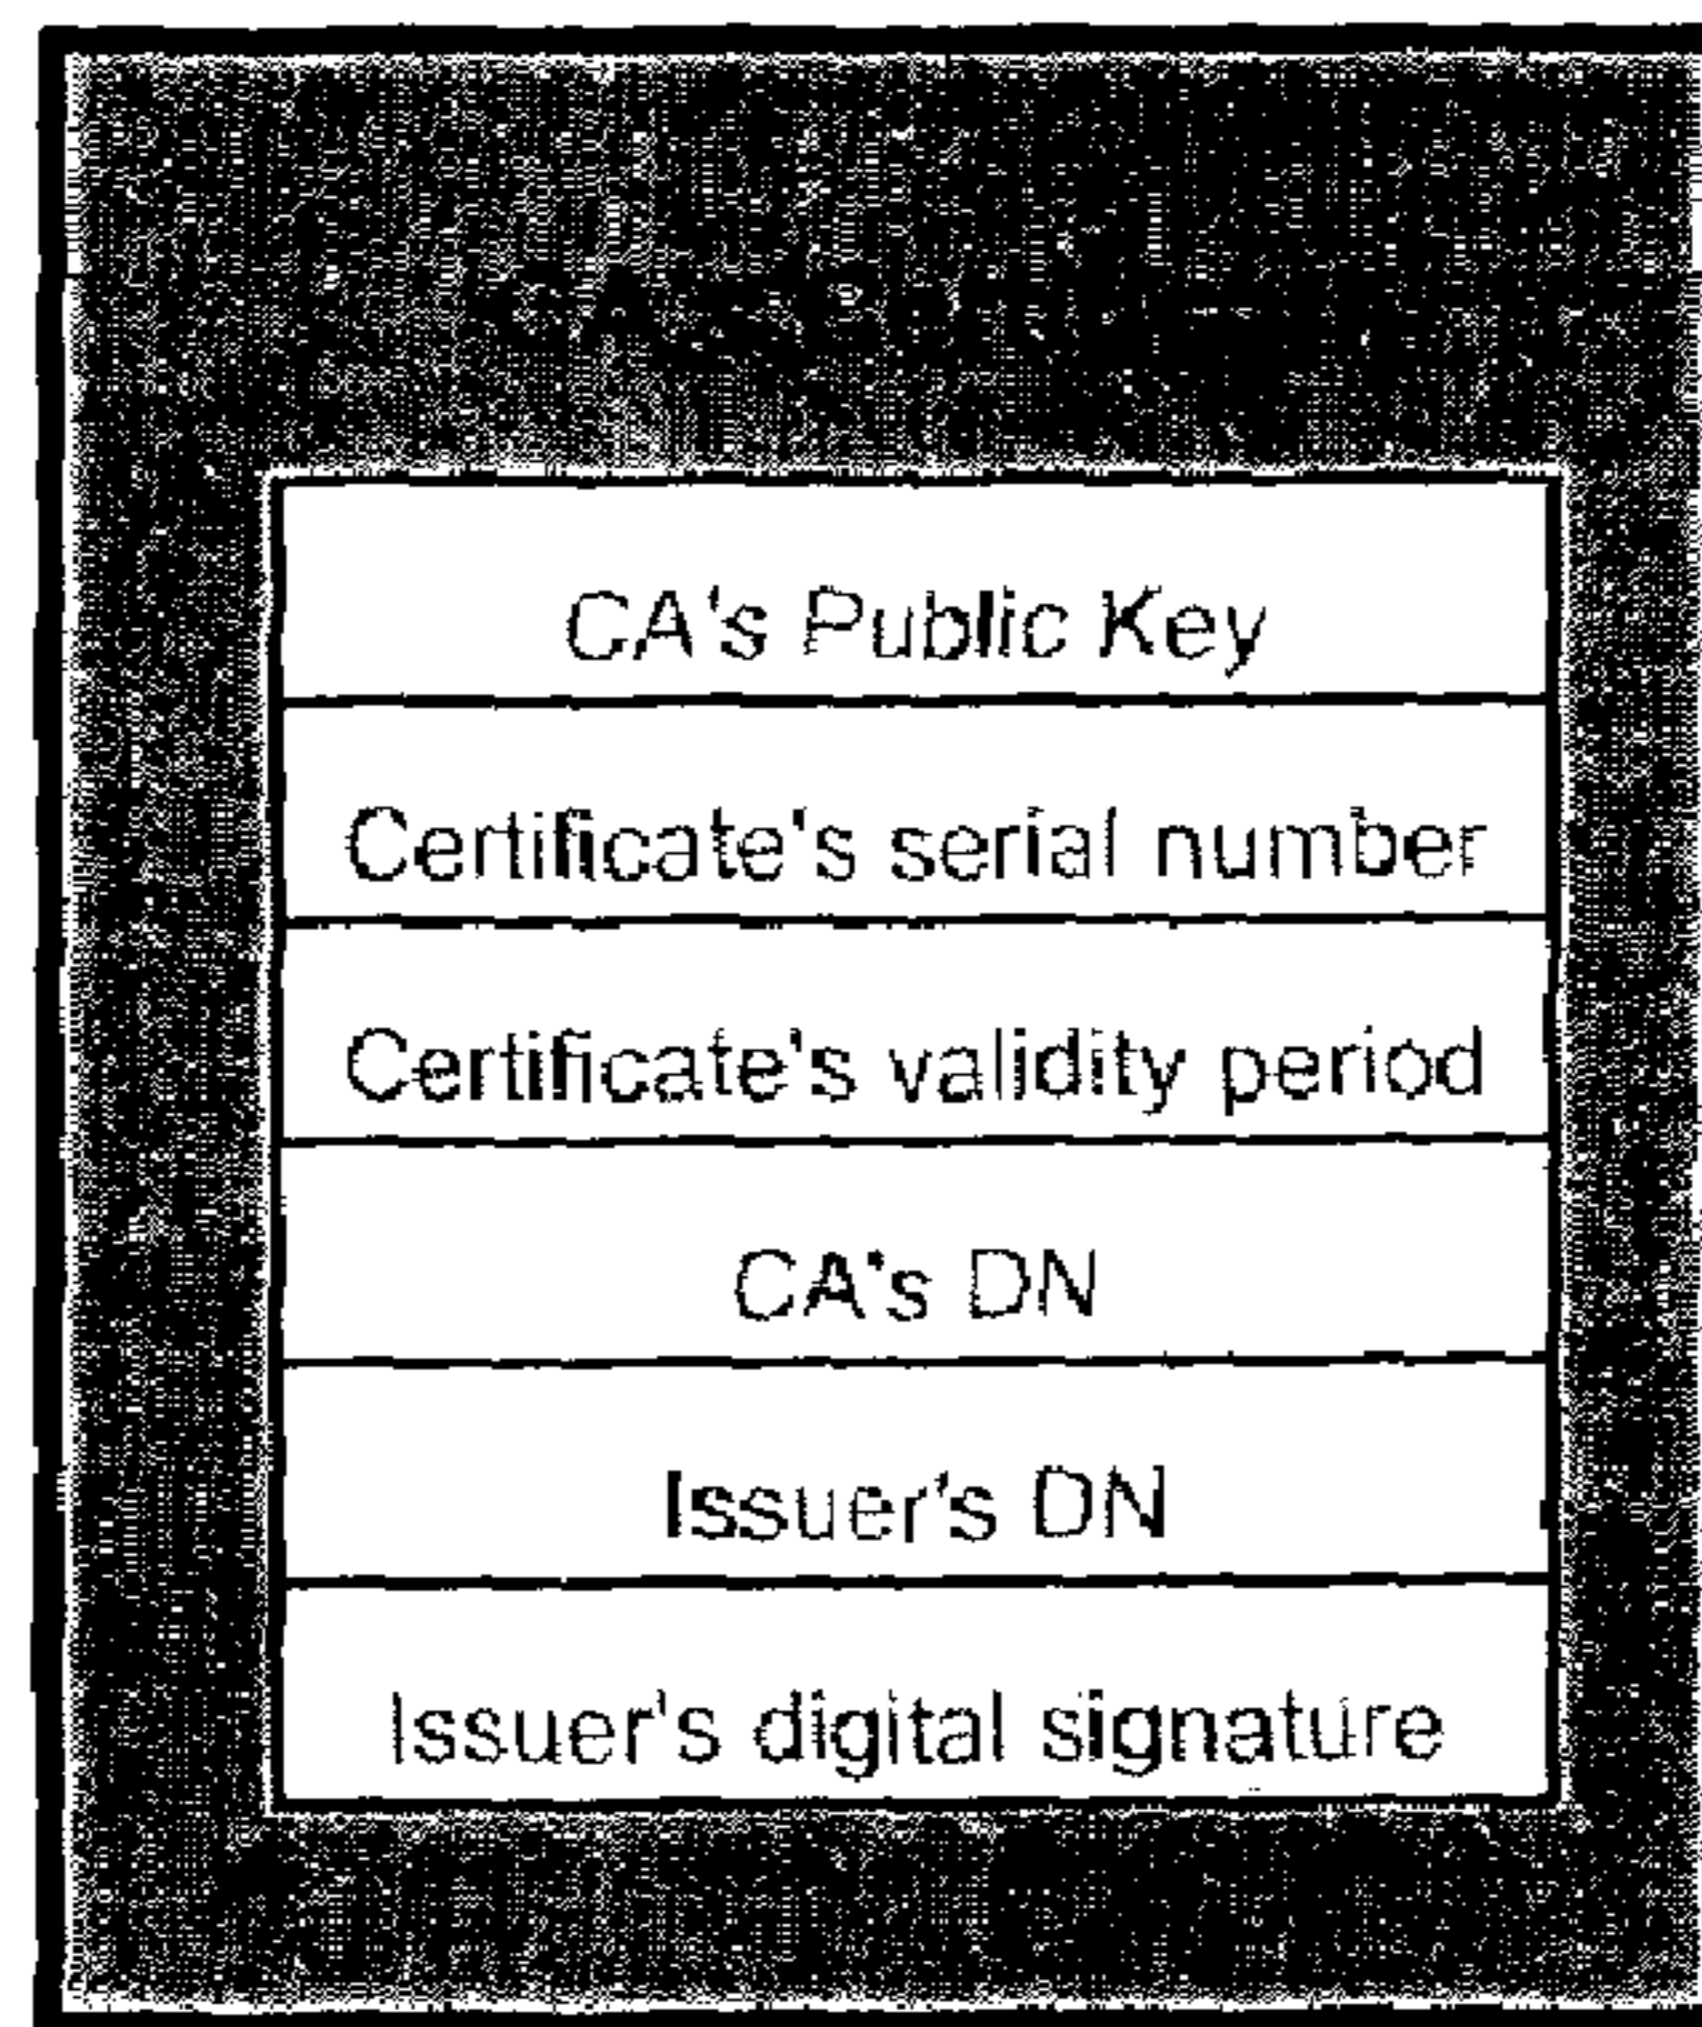 CA's Public Key
Certificate's serial number
Certificate's validity period
CA's DN
Issuer's DN
Issuer's digital signature